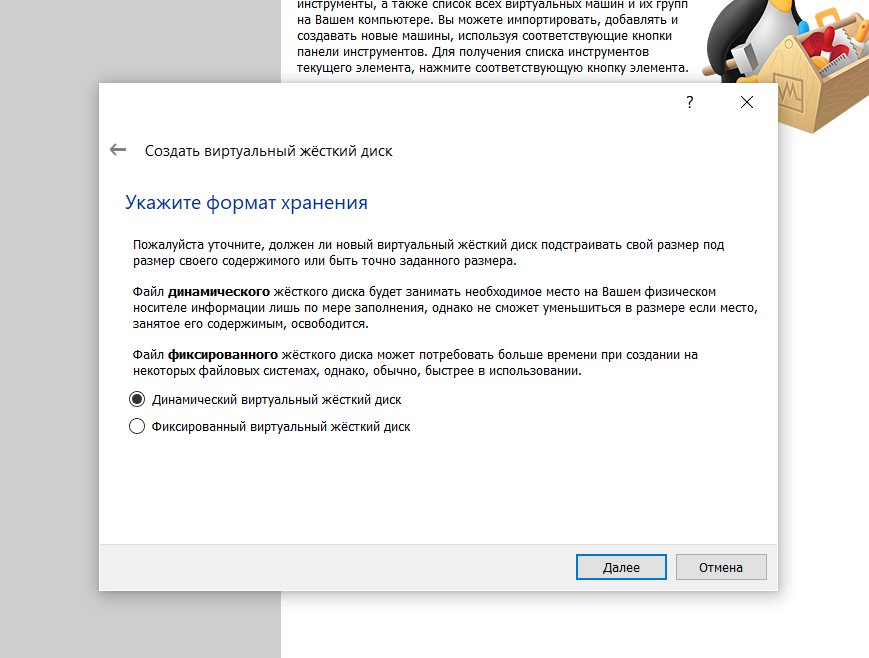 инструменты, а также список всех виртуальных машин и их групп
на Вашем компьютере. Вы можете импортировать, добавлять и
создавать новые машины, используя соответствующие кнопки
панели инструментов. Для получения списка инструментов
текущего элемента, нажмите соответствующую кнопку элемента.
?
Создать виртуальный жёсткий диск
Укажите формат хранения
Пожалуйста уточните, должен ли новый виртуальный жёсткий диск подстраивать свой размер под
размер своего содержимого или быть точно заданного размера.
Файл динамического жёсткого диска будет занимать необходимое место на Вашем физическом
носителе информации лишь по мере заполнения, однако не сможет уменьшиться в размере если место,
занятое его содержимым, освободится.
Файл фиксированного жёсткого диска может потребовать больше времени при создании на
некоторых файловых системах, однако, обычно, быстрее в использовании.
Динамический виртуальный жёсткий диск
Фиксированный виртуальный жёсткий диск
Далее
Отмена